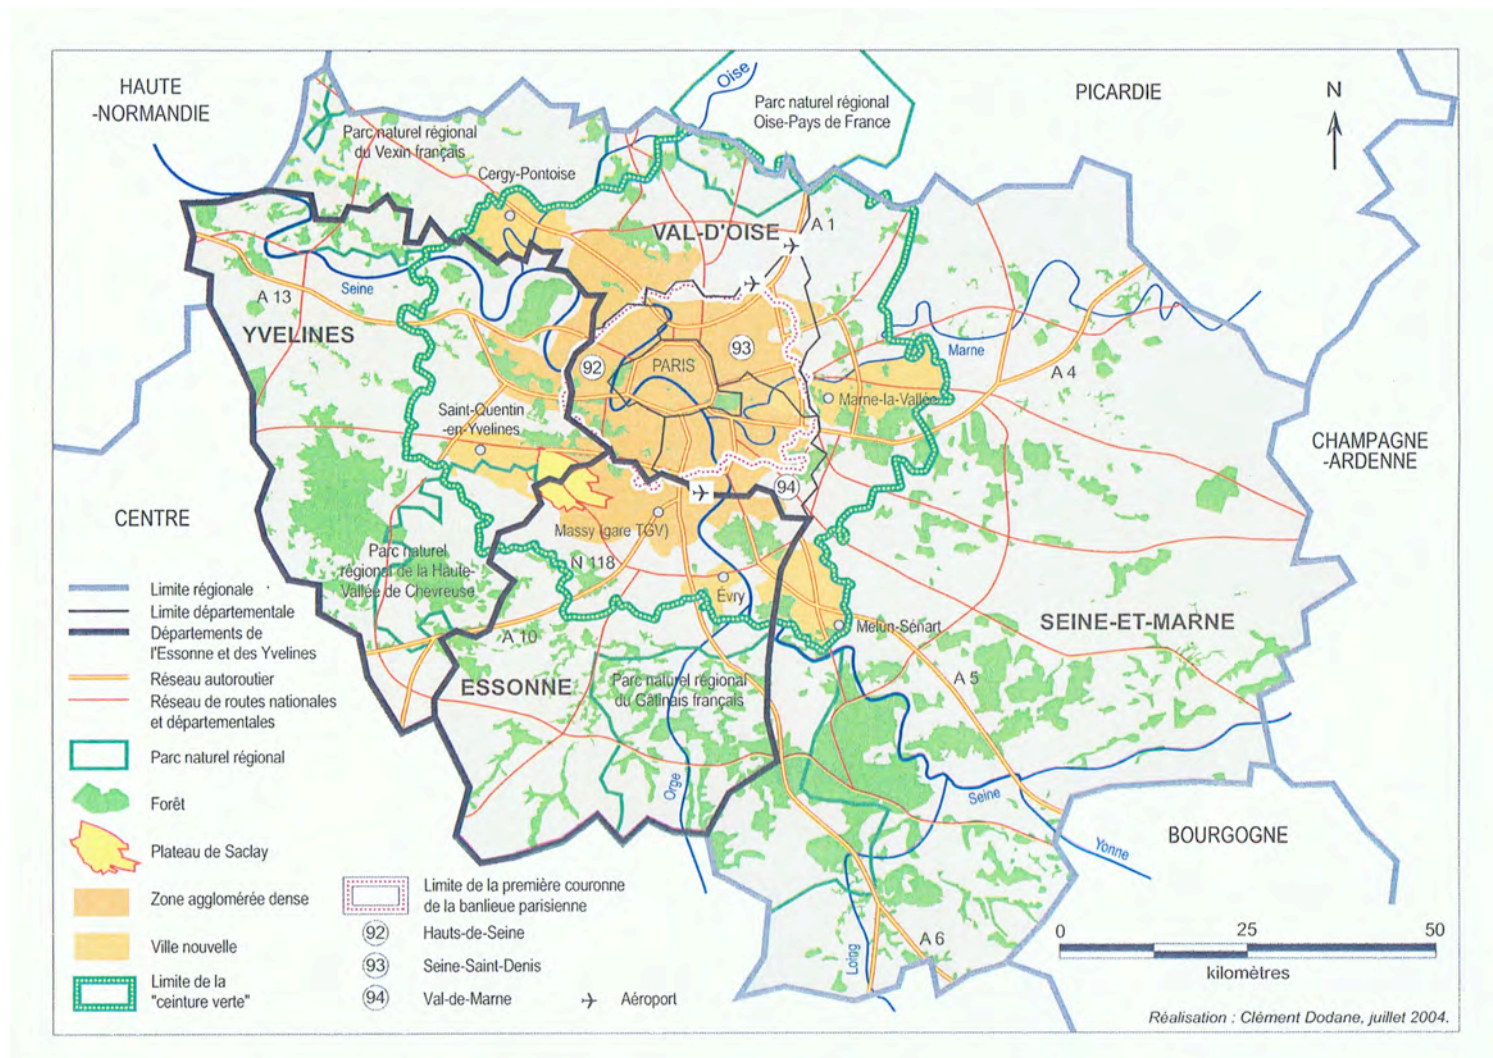 HAUTE
-NORMANDIE
Oise
Parc naturel régional
Oise-Pays de France
PICARDIE
N
Parc naturel régional
du Vexin français
Cergy-Pontoise
VAL-D'OISE
A 1
Seine
A 13
YVELINES
92
PARIS
93
Marne
A 4
Marne-la-Vallée
Saint-Quentin
-en-Yvelines
CHAMPAGNE
-ARDENNE
94
CENTRE
Massy (gare TGV)
Parc naturel
régional de la Haute-
Vallée de Chevreuse
N 118
Évry
Melun-Sénart
SEINE-ET-MARNE
A 10
ESSONNE
Parc naturel régional
du Gâtinais français
A 5
Orge
Seine
Yonne
BOURGOGNE
Loing
A 6
Limite régionale
Limite départementale
Départements de
l'Essonne et des Yvelines
Réseau autoroutier
Réseau de routes nationales
et départementales
Parc naturel régional
Forêt
Plateau de Saclay
Zone agglomérée dense
Ville nouvelle
Limite de la
"ceinture verte"
Limite de la première couronne
de la banlieue parisienne
92 Hauts-de-Seine
93 Seine-Saint-Denis
94 Val-de-Marne
Aéroport
0 25 50
kilomètres
Réalisation : Clément Dodane, juillet 2004.